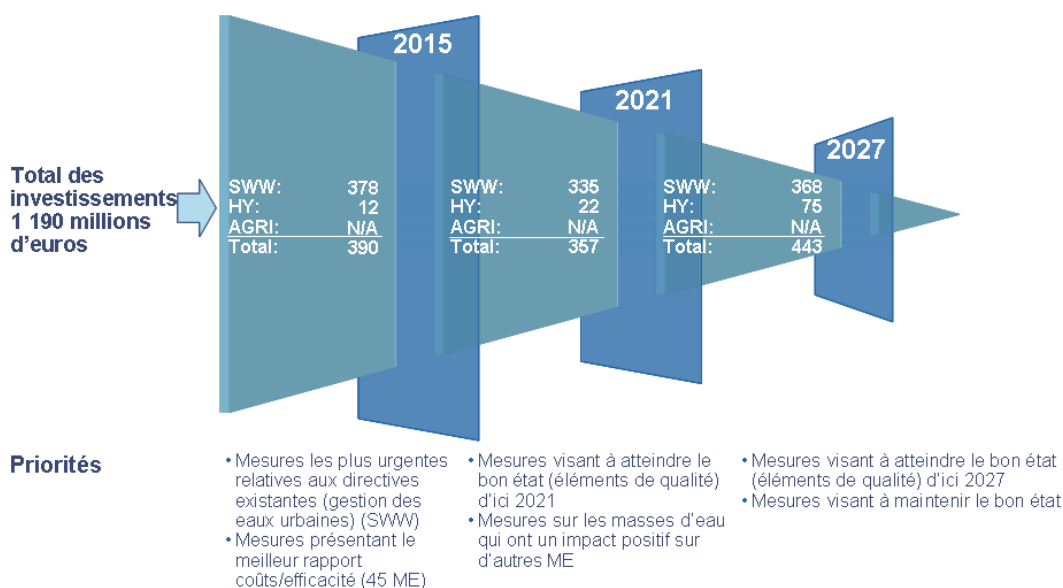 2015
2021
2027
Total des
investissements
1 190 millions
d'euros
SWW: 378
HY: 12
AGRI: N/A
Total: 390
SWW: 335
HY: 22
AGRI: N/A
Total: 357
SWW: 368
HY: 75
AGRI: N/A
Total: 443
Priorités
• Mesures les plus urgentes
relatives aux directives
existantes (gestion des
eaux urbaines) (SWW)
• Mesures présentant le
meilleur rapport
coûts/efficacité (45 ME)
• Mesures visant à atteindre le
bon état (éléments de qualité)
d'ici 2021
• Mesures sur les masses d'eau
qui ont un impact positif sur
d'autres ME
• Mesures visant à atteindre le bon état
(éléments de qualité) d'ici 2027
• Mesures visant à maintenir le bon état